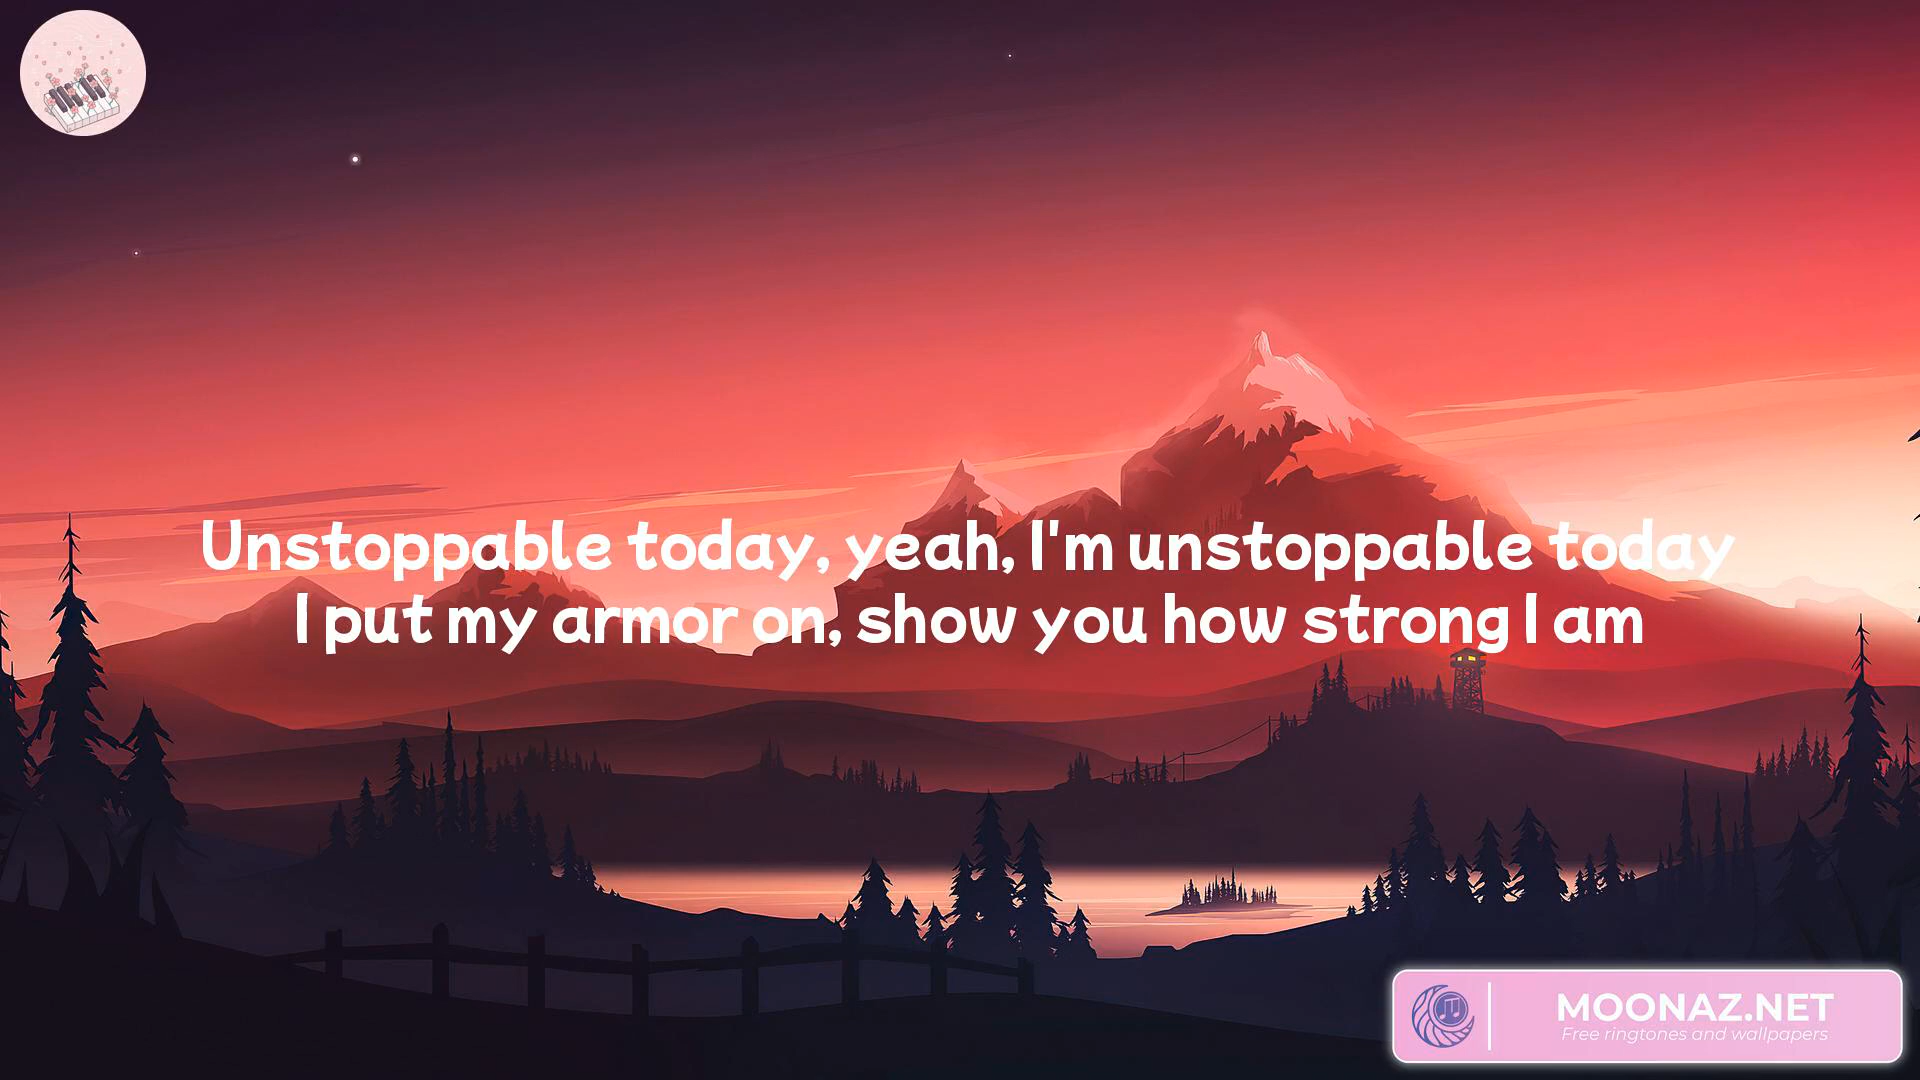 Unstoppable today, yeah, I'm unstoppable today
I put my armor on, show you how strong I am
MOONAZ.NET
Free ringtones and wallpapers